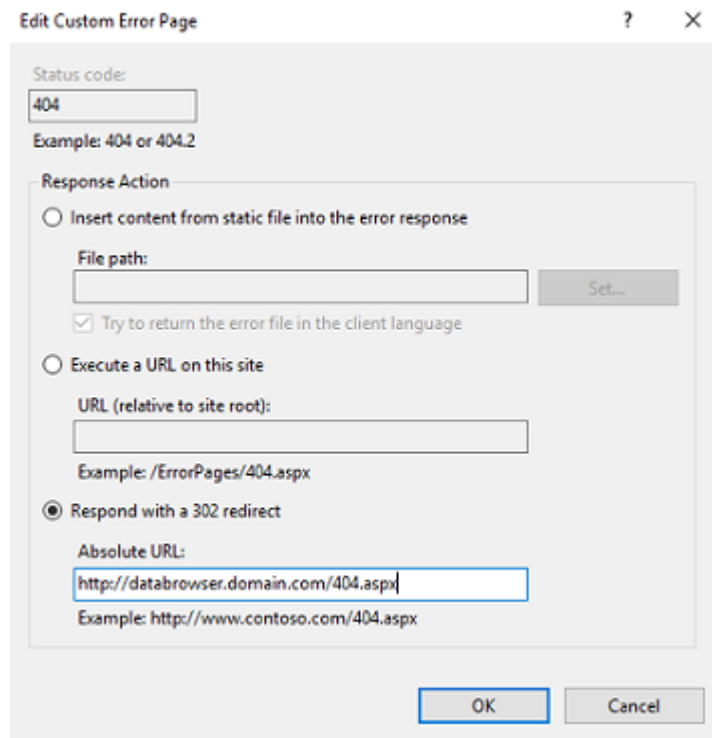 Edit Custom Error Page
Status code:
404
Example: 404 or 404.2
Response Action
Insert content from static file into the error response
File path:
Set...
Try to return the error file in the client language
Execute a URL on this site
URL (relative to site root):
Example: /ErrorPages/404.aspx
Respond with a 302 redirect
Absolute URL:
http://databrowser.domain.com/404.aspx
Example: http://www.contoso.com/404.aspx
OK Cancel